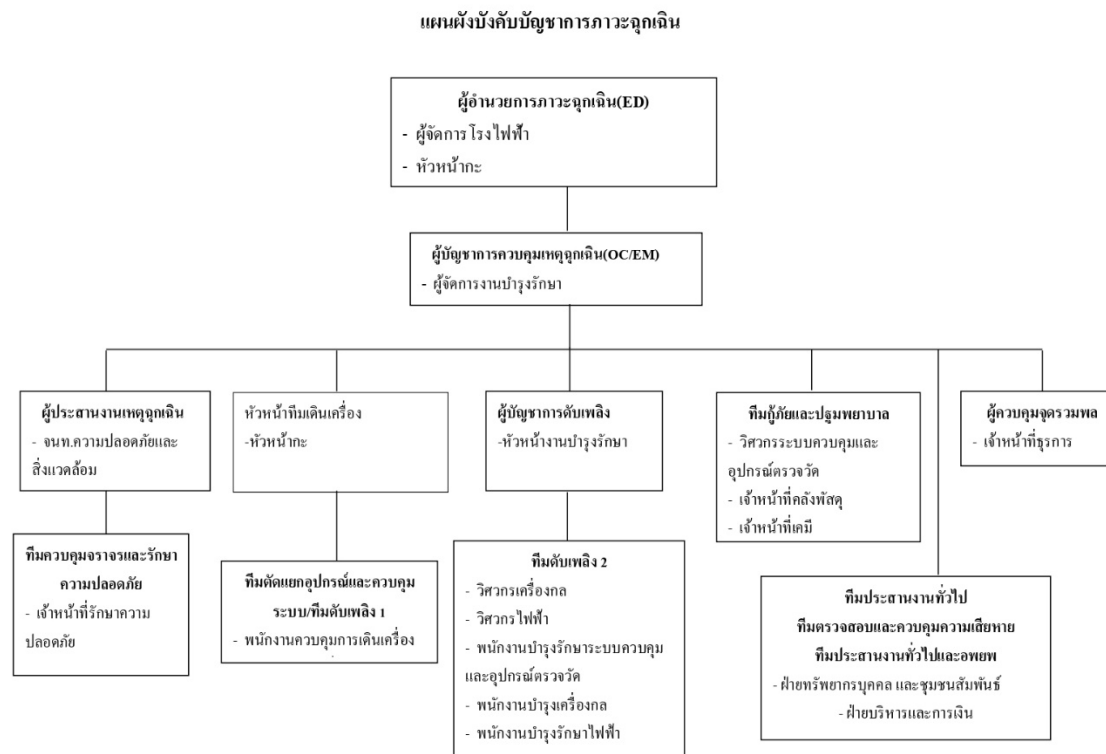 แผนผังบังคับบัญชาการภาวะฉุกเฉิน
ผู้อำนวยการภาวะฉุกเฉิน(ED)
- ผู้จัดการโรงไฟฟ้า
- หัวหน้ากะ
ผู้บัญชาการควบคุมเหตุฉุกเฉิน(OC/EM)
- ผู้จัดการงานบำรุงรักษา
ผู้ประสานงานเหตุฉุกเฉิน
- จนท.ความปลอดภัยและ
สิ่งแวดล้อม
หัวหน้าทีมเดินเครื่อง
-หัวหน้ากะ
ผู้บัญชาการดับเพลิง
-หัวหน้างานบำรุงรักษา
ทีมกู้ภัยและปฐมพยาบาล
- วิศวกรระบบควบคุมและ
อุปกรณ์ตรวจวัด
- เจ้าหน้าที่คลังพัสดุ
- เจ้าหน้าที่เคมี
ผู้ควบคุมจุดรวมพล
- เจ้าหน้าที่ธุรการ
ทีมควบคุมจราจรและรักษา
ความปลอดภัย
- เจ้าหน้าที่รักษาความ
ปลอดภัย
ทีมตัดแยกอุปกรณ์และควบคุม
ระบบ/ทีมดับเพลิง 1
- พนักงานควบคุมการเดินเครื่อง
ทีมดับเพลิง 2
- วิศวกรเครื่องกล
- วิศวกรไฟฟ้า
- พนักงานบำรุงรักษาระบบควบคุม
และอุปกรณ์ตรวจวัด
- พนักงานบำรุงเครื่องกล
- พนักงานบำรุงรักษาไฟฟ้า
ทีมประสานงานทั่วไป
ทีมตรวจสอบและควบคุมความเสียหาย
ทีมประสานงานทั่วไปและอพยพ
- ฝ่ายทรัพยากรบุคคล และชุมชนสัมพันธ์
- ฝ่ายบริหารและการเงิน